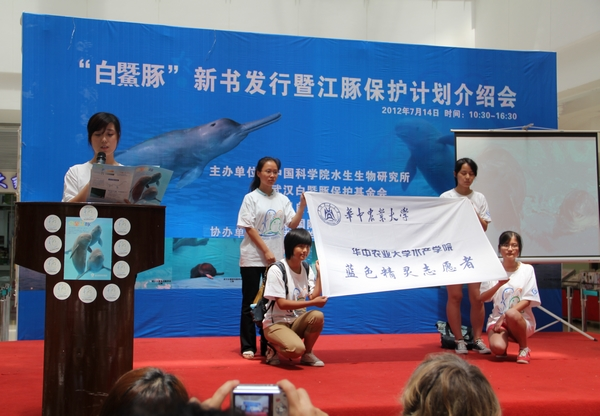 “白鱀豚”新书发行暨江豚保护计划介绍会
2012年7月14日 时间：10:30~16:30
主办单位
中国科学院水生生物研究所
武汉白鱀豚保护基金会
协办单
华中农业大学
华中农业大学水产学院
蓝色精灵志愿者